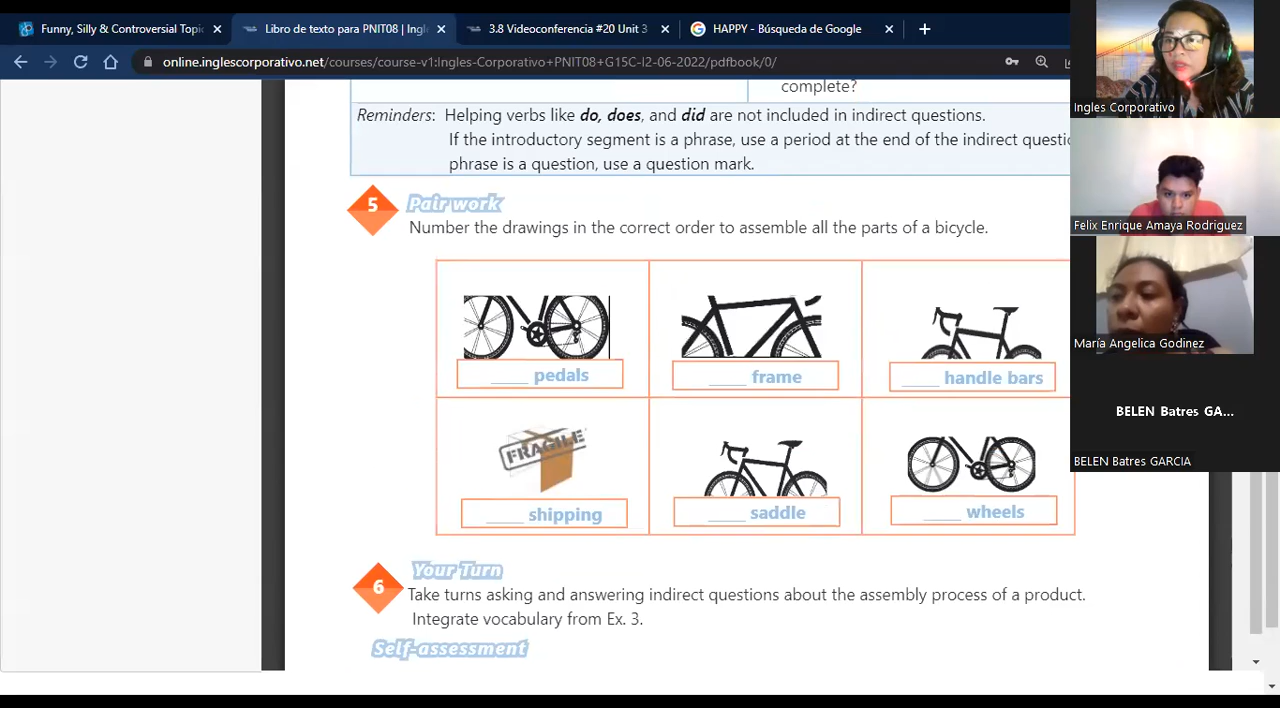 Funny, Silly & Controversial Topi
Libro de texto para PNIT08 | Ingl
3.8 Videoconferencia #20 Unit 3
HAPPY - Búsqueda de Google
online.inglescorporativo.net/courses/course-v1:Ingles-Corporativo+PNIT08+G15C-I2-06-2022/pdfbook/0/
complete?
Reminders: Helping verbs like do, does, and did are not included in indirect questions.
If the introductory segment is a phrase, use a period at the end of the indirect questi
phrase is a question, use a question mark.
5 Pair work
Number the drawings in the correct order to assemble all the parts of a bicycle.
____ pedals
____ frame
____ handle bars
FRAGILE
____ shipping
____ saddle
____ wheels
6 Your Turn
Take turns asking and answering indirect questions about the assembly process of a product.
Integrate vocabulary from Ex. 3.
Self-assessment
Ingles Corporativo
Felix Enrique Amaya Rodriguez
María Angelica Godinez
BELEN Batres GA...
BELEN Batres GARCIA